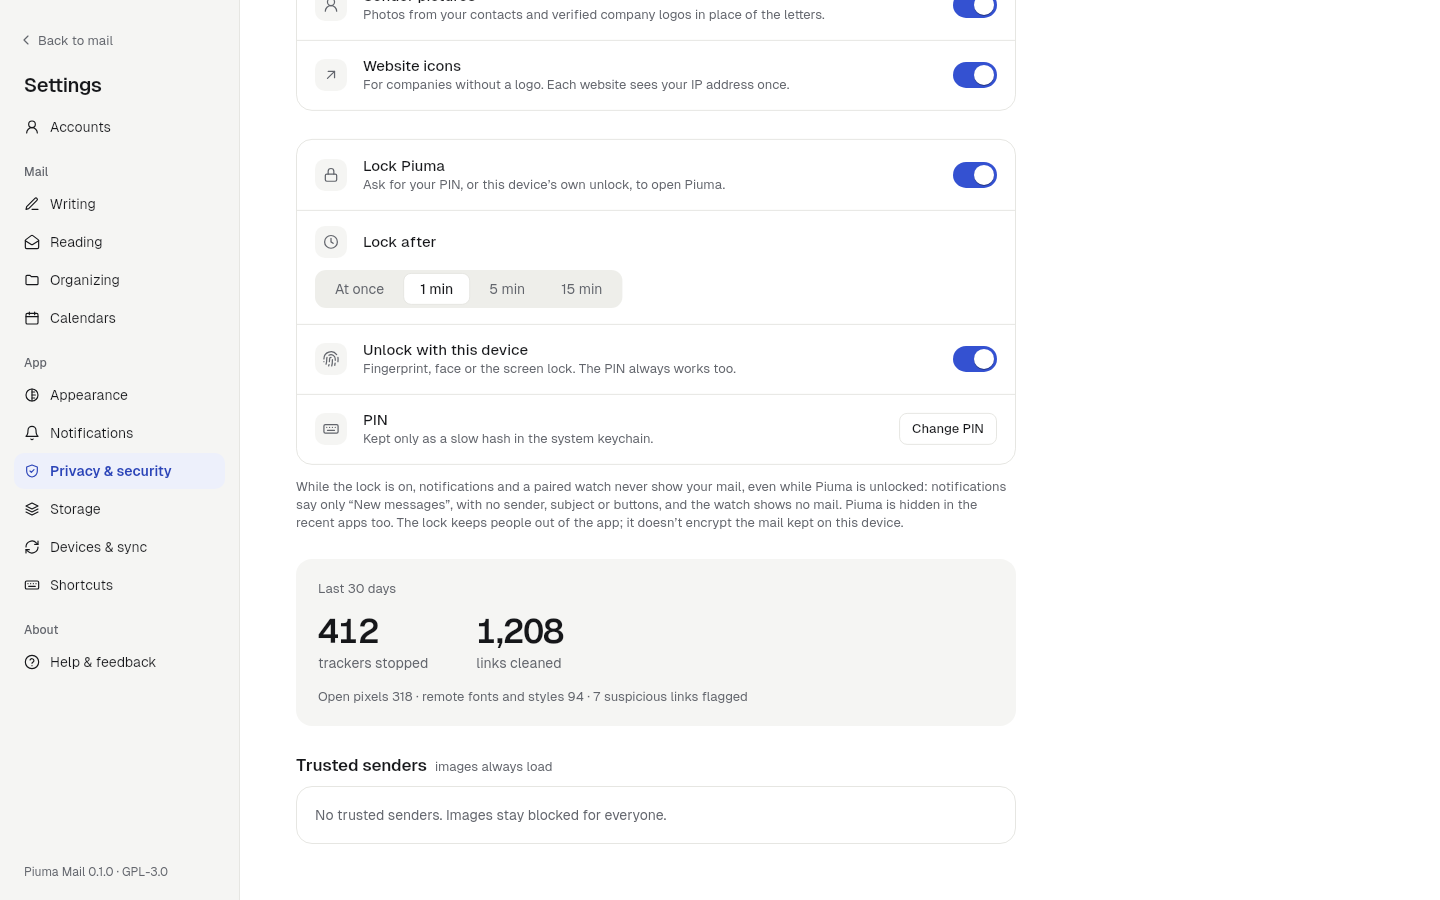 Back to mail
Settings
Accounts
Mail
Writing
Reading
Organizing
Calendars
App
Appearance
Notifications
Privacy & security
Storage
Devices & sync
Shortcuts
About
Help & feedback
Piuma Mail 0.1.0 · GPL-3.0
Photos from your contacts and verified company logos in place of the letters.
Website icons
For companies without a logo. Each website sees your IP address once.
Lock Piuma
Ask for your PIN, or this device’s own unlock, to open Piuma.
Lock after
At once 1 min 5 min 15 min
Unlock with this device
Fingerprint, face or the screen lock. The PIN always works too.
PIN
Kept only as a slow hash in the system keychain.
Change PIN
While the lock is on, notifications and a paired watch never show your mail, even while Piuma is unlocked: notifications
say only “New messages”, with no sender, subject or buttons, and the watch shows no mail. Piuma is hidden in the
recent apps too. The lock keeps people out of the app; it doesn’t encrypt the mail kept on this device.
Last 30 days
412 1,208
trackers stopped links cleaned
Open pixels 318 · remote fonts and styles 94 · 7 suspicious links flagged
Trusted senders images always load
No trusted senders. Images stay blocked for everyone.